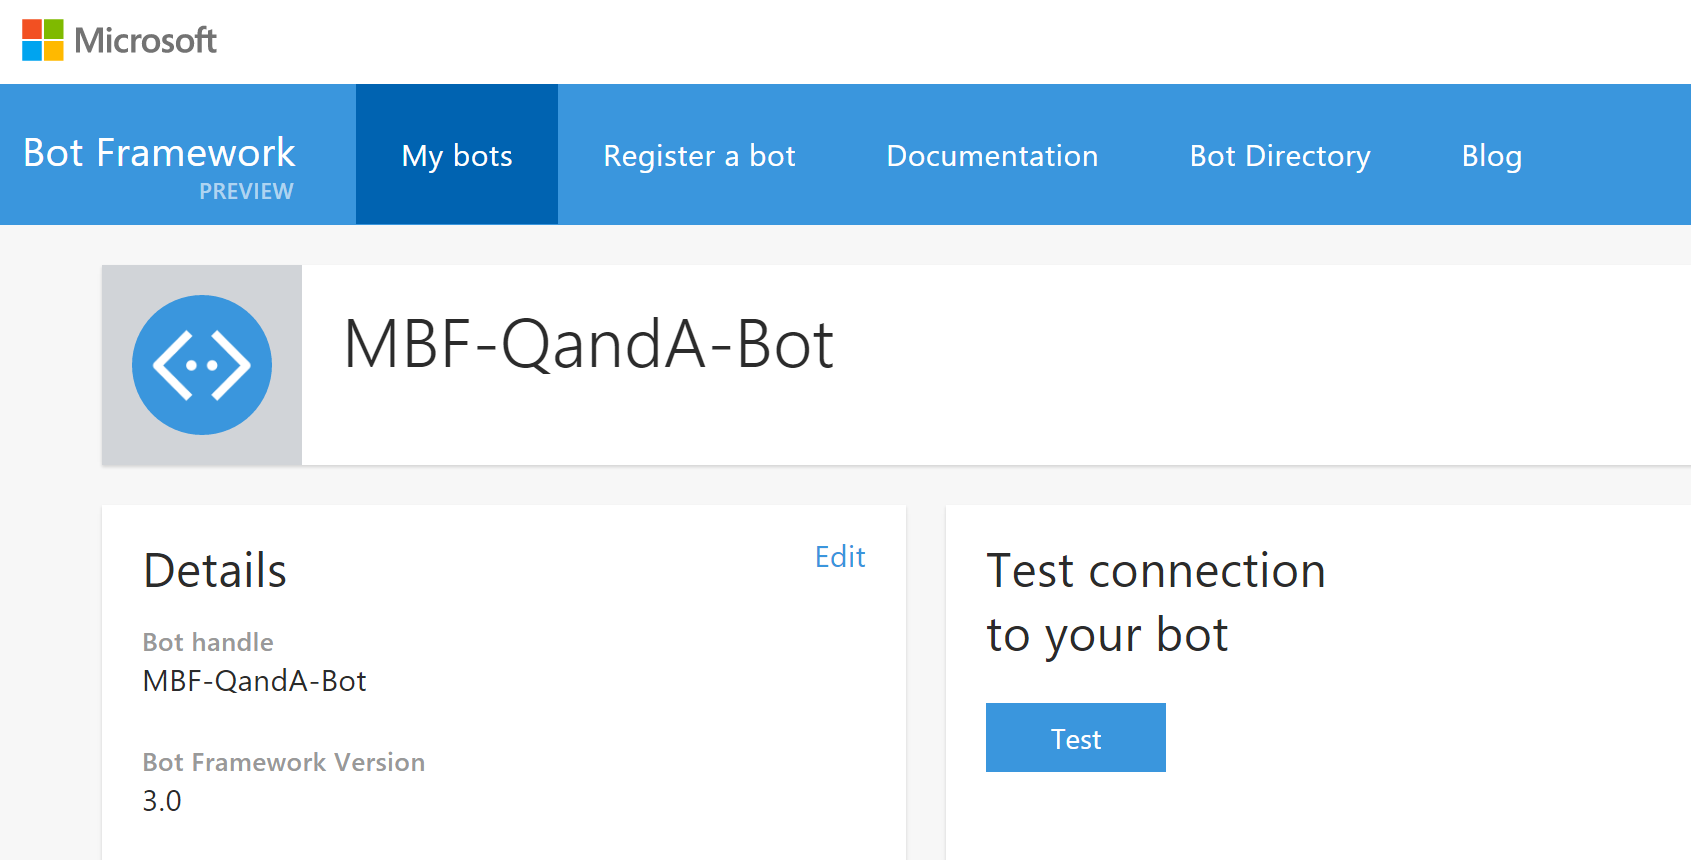 Microsoft
Bot Framework
PREVIEW
My bots
Register a bot
Documentation
Bot Directory
Blog
MBF-QandA-Bot
Details
Edit
Bot handle
MBF-QandA-Bot
Bot Framework Version
3.0
Test connection
to your bot
Test